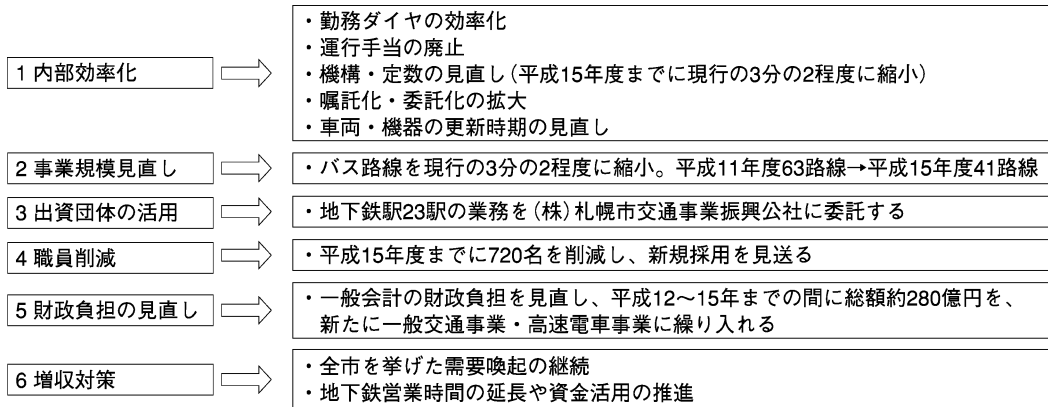 1 内部効率化
・勤務ダイヤの効率化
・運行手当の廃止
・機構・定数の見直し（平成15年度までに現行の3分の2程度に縮小）
・嘱託化・委託化の拡大
・車両・機器の更新時期の見直し
2 事業規模見直し
・バス路線を現行の3分の2程度に縮小。平成11年度63路線→平成15年度41路線
3 出資団体の活用
・地下鉄駅23駅の業務を（株）札幌市交通事業振興公社に委託する
4 職員削減
・平成15年度までに720名を削減し、新規採用を見送る
5 財政負担の見直し
・一般会計の財政負担を見直し、平成12～15年までの間に総額約280億円を、
新たに一般交通事業・高速電車事業に繰り入れる
6 増収対策
・全市を挙げた需要喚起の継続
・地下鉄営業時間の延長や資金活用の推進